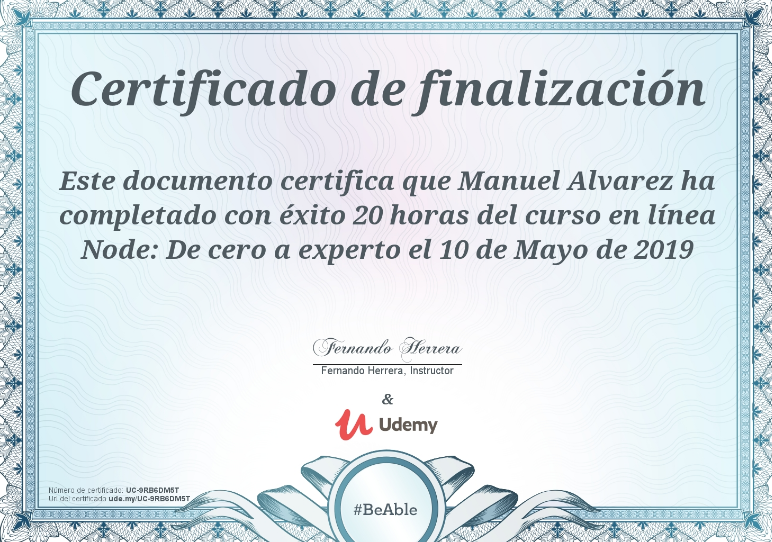 Certificado de finalización
Este documento certifica que Manuel Alvarez ha
completado con éxito 20 horas del curso en línea
Node: De cero a experto el 10 de Mayo de 2019
Fernando Herrera
Fernando Herrera, Instructor
&
Udemy
Número de certificado: UC-9RB6DM5T
Url del certificado ude.my/UC-9RB6DM5T
#BeAble